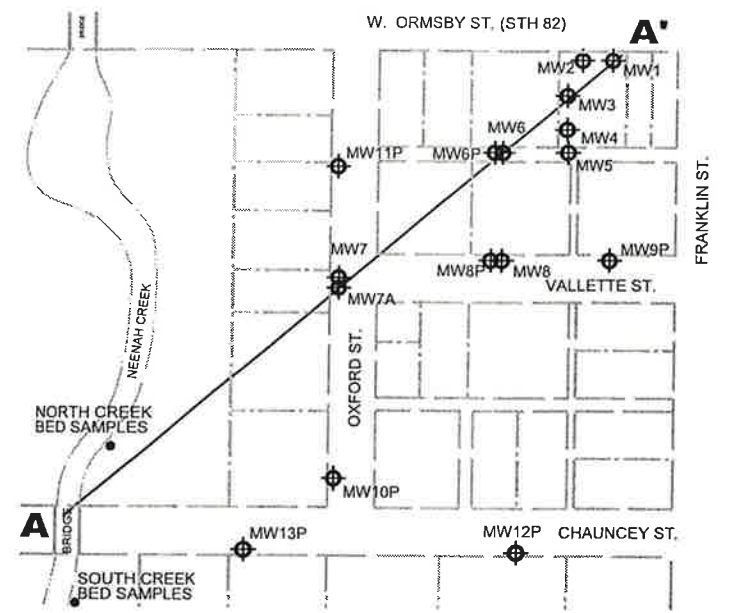 BRIDGE
W. ORMSBY ST. (STH 82)
A"
MW2
MW1
MW3
MW6
MW4
MW11P
MW6P
MW5
FRANKLIN ST.
MW7
MW8P
MW8
MW9P
MW7A
VALLETTE ST.
NEENAH CREEK
OXFORD ST.
NORTH CREEK
BED SAMPLES
MW10P
A
BRIDGE
MW13P
MW12P
CHAUNCEY ST.
SOUTH CREEK
BED SAMPLES